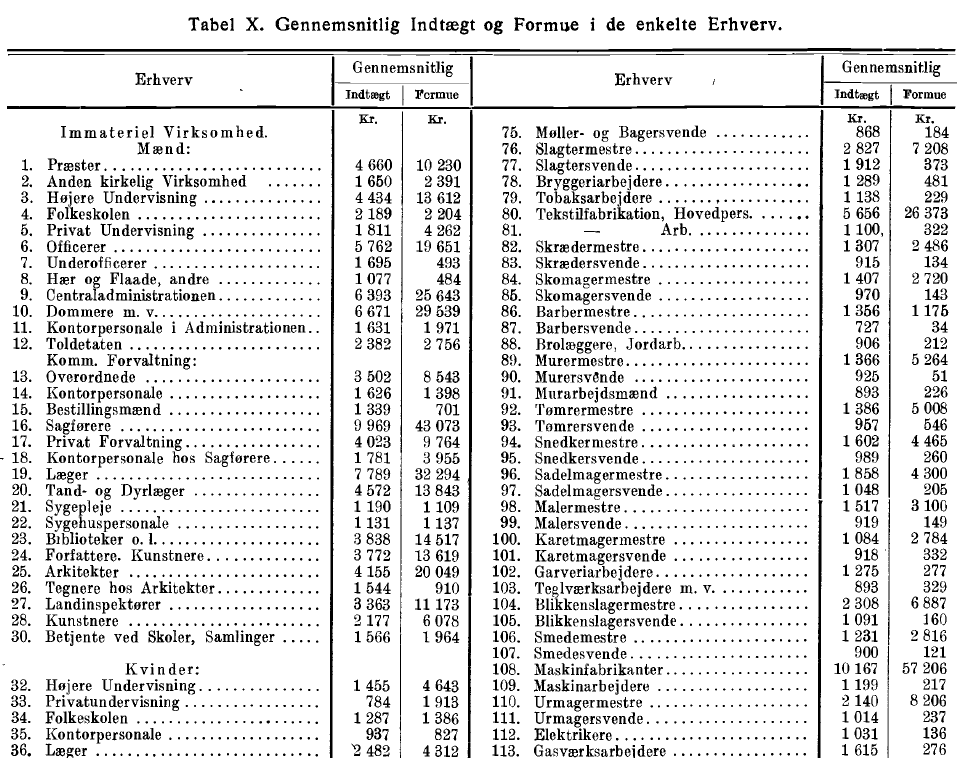 Tabel X. Gennemsnitlig Indtægt og Formue i de enkelte Erhverv.
Erhverv
Gennemsnitlig
Indtægt Formue
Kr. Kr.
Immateriel Virksomhed.
Mænd:
1. Præster 4 660 10 230
2. Anden kirkelig Virksomhed 1 650 2 391
3. Højere Undervisning 4 434 13 612
4. Folkeskolen 2 189 2 204
5. Privat Undervisning 1 811 4 262
6. Officerer 5 762 19 651
7. Underofficerer 1 695 493
8. Hær og Flaade, andre 1 077 484
9. Centraladministrationen 6 393 25 643
10. Dommere m. v. 6 671 29 539
11. Kontorpersonale i Administrationen 1 631 1 971
12. Toldetaten 2 382 2 756
Komm. Forvaltning:
13. Overordnede 3 502 8 543
14. Kontorpersonale 1 626 1 398
15. Bestillingsmænd 1 339 701
16. Sagførere 9 969 43 073
17. Privat Forvaltning 4 023 9 764
18. Kontorpersonale hos Sagførere 1 781 3 955
19. Læger 7 789 32 294
20. Tand- og Dyrlæger 4 572 13 843
21. Sygepleje 1 190 1 109
22. Sygehuspersonale 1 131 1 137
23. Biblioteker o. l. 3 838 14 517
24. Forfattere. Kunstnere 3 772 13 619
25. Arkitekter 4 155 20 049
26. Tegnere hos Arkitekter 1 544 910
27. Landinspektører 3 363 11 173
28. Kunstnere 2 177 6 078
30. Betjente ved Skoler, Samlinger 1 566 1 964
Kvinder:
32. Højere Undervisning 1 455 4 643
33. Privatundervisning 784 1 913
34. Folkeskolen 1 287 1 386
35. Kontorpersonale 937 827
36. Læger 2 482 4 312
Erhverv
Gennemsnitlig
Indtægt Formue
Kr. Kr.
75. Møller- og Bagersvende 868 184
76. Slagtermestre 2 827 7 208
77. Slagtersvende 1 912 373
78. Bryggeriarbejdere 1 289 481
79. Tobaksarbejdere 1 138 229
80. Tekstilfabrikation, Hovedpers. 5 656 26 373
81. — Arb. 1 100, 322
82. Skrædermestre 1 307 2 486
83. Skrædersvende 915 134
84. Skomagermestre 1 407 2 720
85. Skomagersvende 970 143
86. Barbermestre 1 356 1 175
87. Barbersvende 727 34
88. Brolæggere, Jordarb. 906 212
89. Murermestre 1 366 5 264
90. Murersvende 925 51
91. Murarbejdsmænd 893 226
92. Tømrermestre 1 386 5 008
93. Tømrersvende 957 546
94. Snedkermestre 1 602 4 465
95. Snedkersvende 989 260
96. Sadelmagermestre 1 858 4 300
97. Sadelmagersvende 1 048 205
98. Malermestre 1 517 3 100
99. Malersvende 919 149
100. Karetmagermestre 1 084 2 784
101. Karetmagersvende 918 332
102. Garveriarbejdere 1 275 277
103. Teglværksarbejdere m. v. 893 329
104. Blikkenslagermestre 2 308 6 887
105. Blikkenslagersvende 1 091 160
106. Smedemestre 1 231 2 816
107. Smedesvende 900 121
108. Maskinfabrikanter 10 167 57 206
109. Maskinarbejdere 1 199 217
110. Urmagermestre 2 140 8 206
111. Urmagersvende 1 014 237
112. Elektrikere 1 031 136
113. Gasværksarbejdere 1 615 276